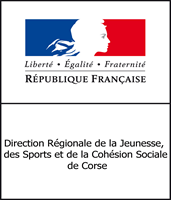 Liberté • Égalité • Fraternité
RÉPUBLIQUE FRANÇAISE
Direction Régionale de la Jeunesse,
des Sports et de la Cohésion Sociale
de Corse